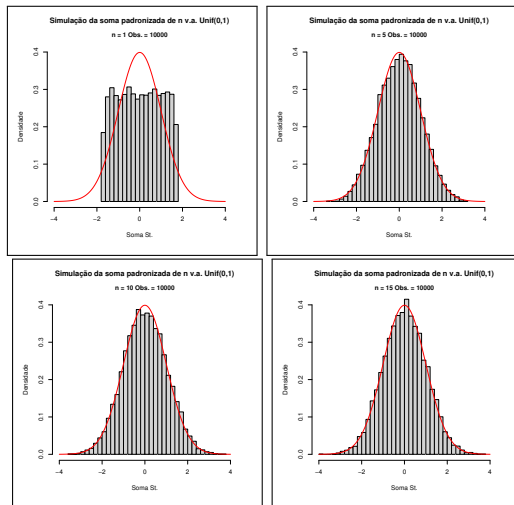 Simulação da soma padronizada de n v.a. Unif(0,1)
n = 1 Obs. = 10000
Densidade
0.0 0.1 0.2 0.3 0.4
−4 −2 0 2 4
Soma St.
Simulação da soma padronizada de n v.a. Unif(0,1)
n = 5 Obs. = 10000
Densidade
0.0 0.1 0.2 0.3 0.4
−4 −2 0 2 4
Soma St.
Simulação da soma padronizada de n v.a. Unif(0,1)
n = 10 Obs. = 10000
Densidade
0.0 0.1 0.2 0.3 0.4
−4 −2 0 2 4
Soma St.
Simulação da soma padronizada de n v.a. Unif(0,1)
n = 15 Obs. = 10000
Densidade
0.0 0.1 0.2 0.3 0.4
−4 −2 0 2 4
Soma St.